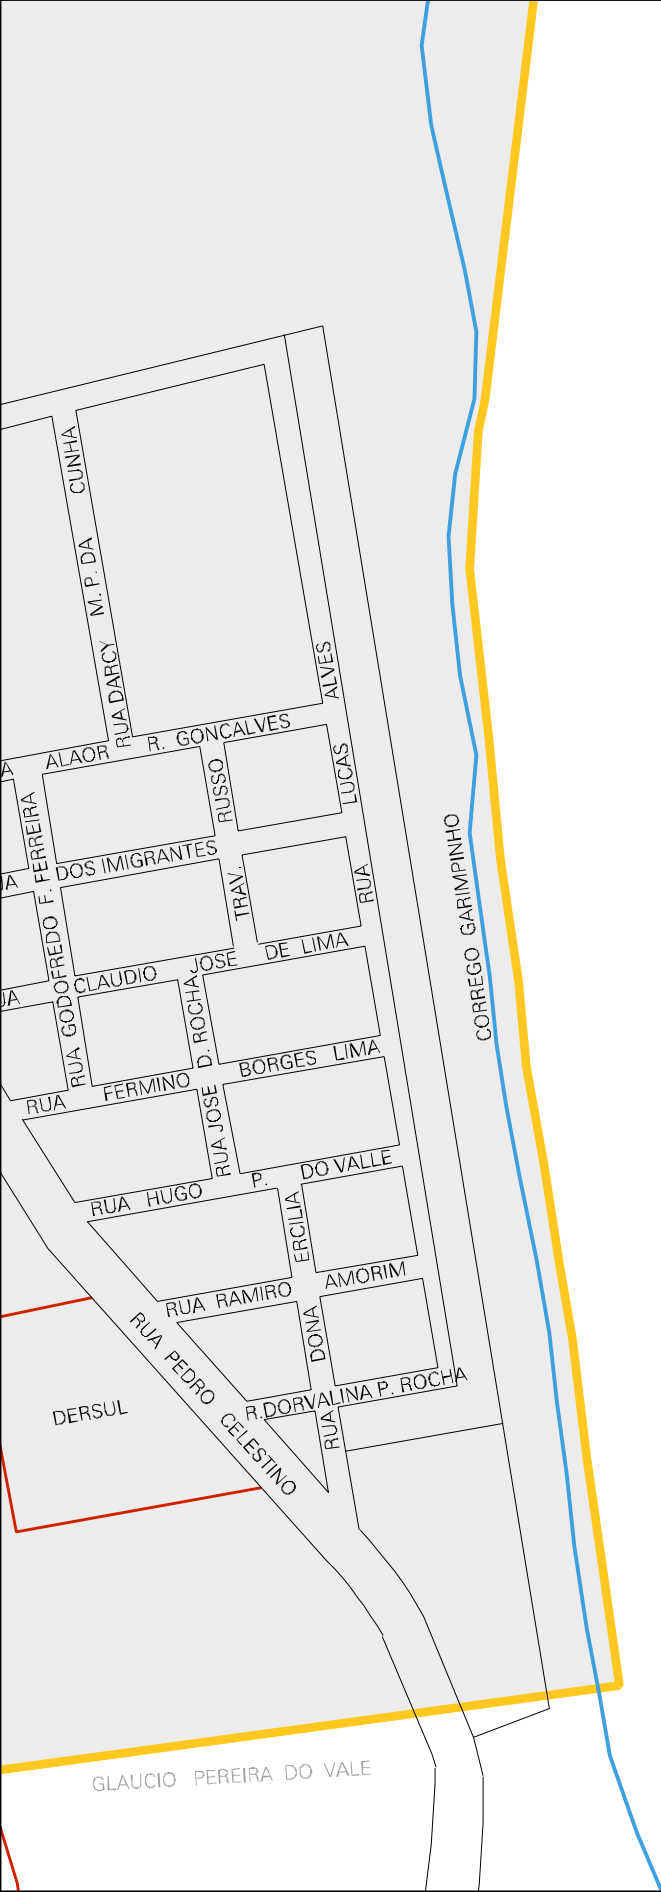 RUA DARCY M. P. DA CUNHA
ALAOR R. GONCALVES
RUA LUCAS ALVES
TRAV. RUSSO
RUA GODOFREDO F. FERREIRA
DOS IMIGRANTES
CORREGO GARIMPINHO
CLAUDIO JOSE DE LIMA
RUA JOSE D. ROCHA
RUA FERMINO BORGES LIMA
RUA HUGO P. DO VALLE
RUA DONA ERCILIA
RUA RAMIRO AMORIM
RUA PEDRO CELESTINO
R.DORVALINA P. ROCHA
DERSUL
GLAUCIO PEREIRA DO VALE